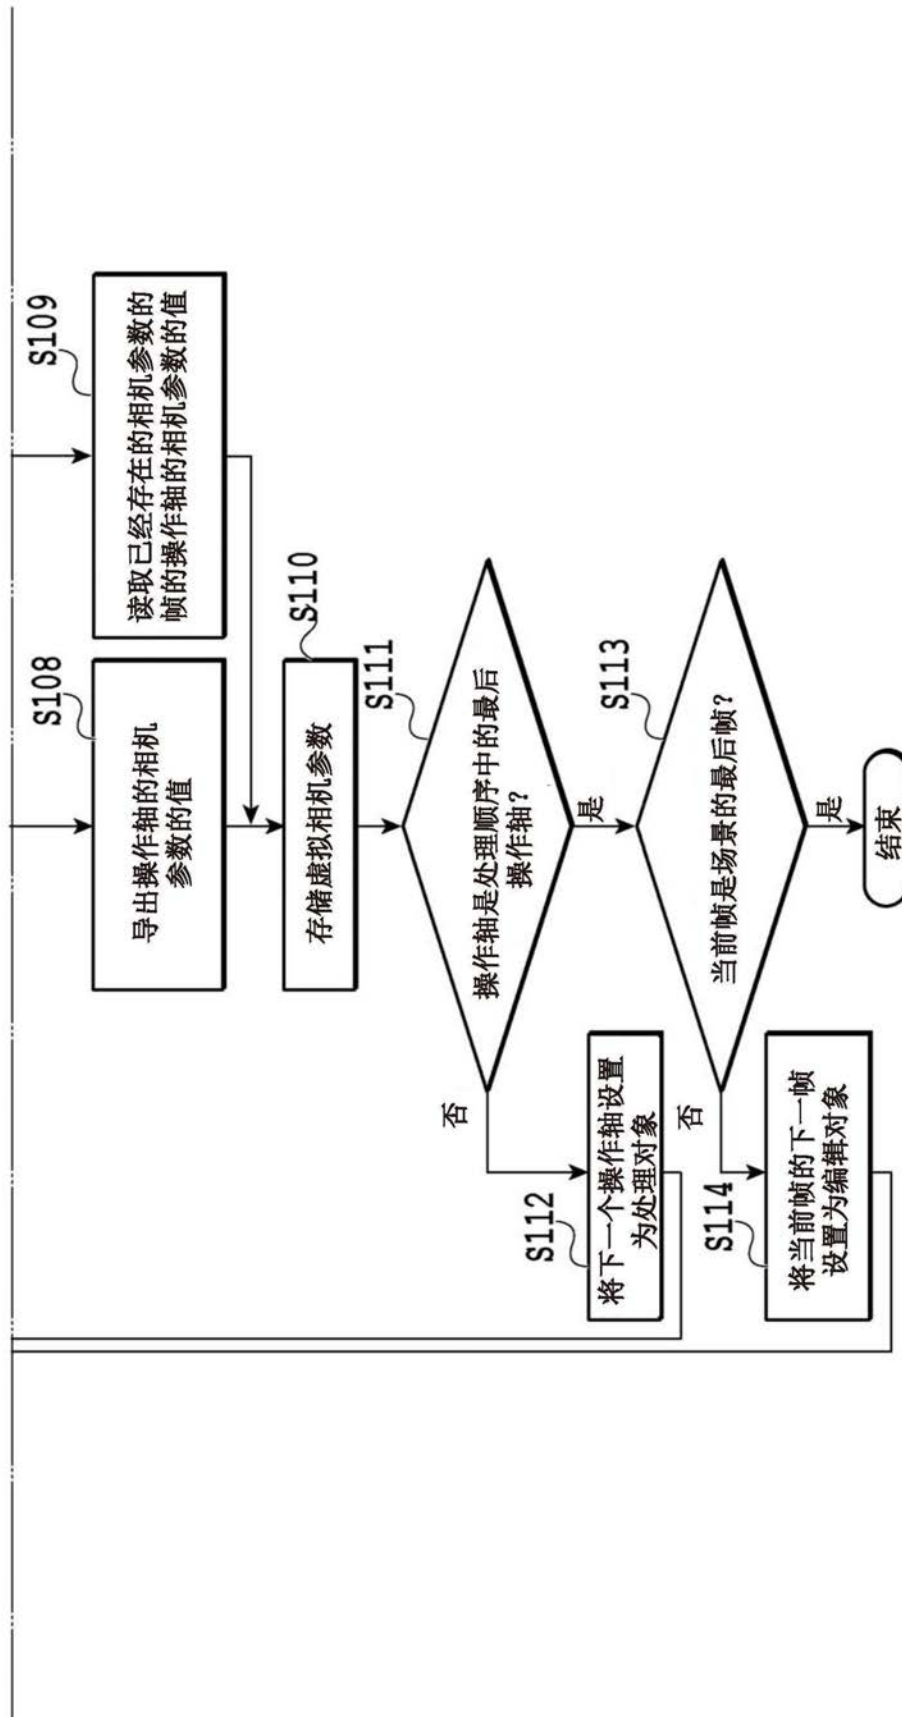 S108
导出操作轴的相机
参数的值
S109
读取已经存在的相机参数的
帧的操作轴的相机参数的值
S110
存储虚拟相机参数
S111
操作轴是处理顺序中的最后
操作轴？
否
是
S112
将下一个操作轴设置
为处理对象
S113
当前帧是场景的最后帧？
否
是
S114
将当前帧的下一帧
设置为编辑对象
结束